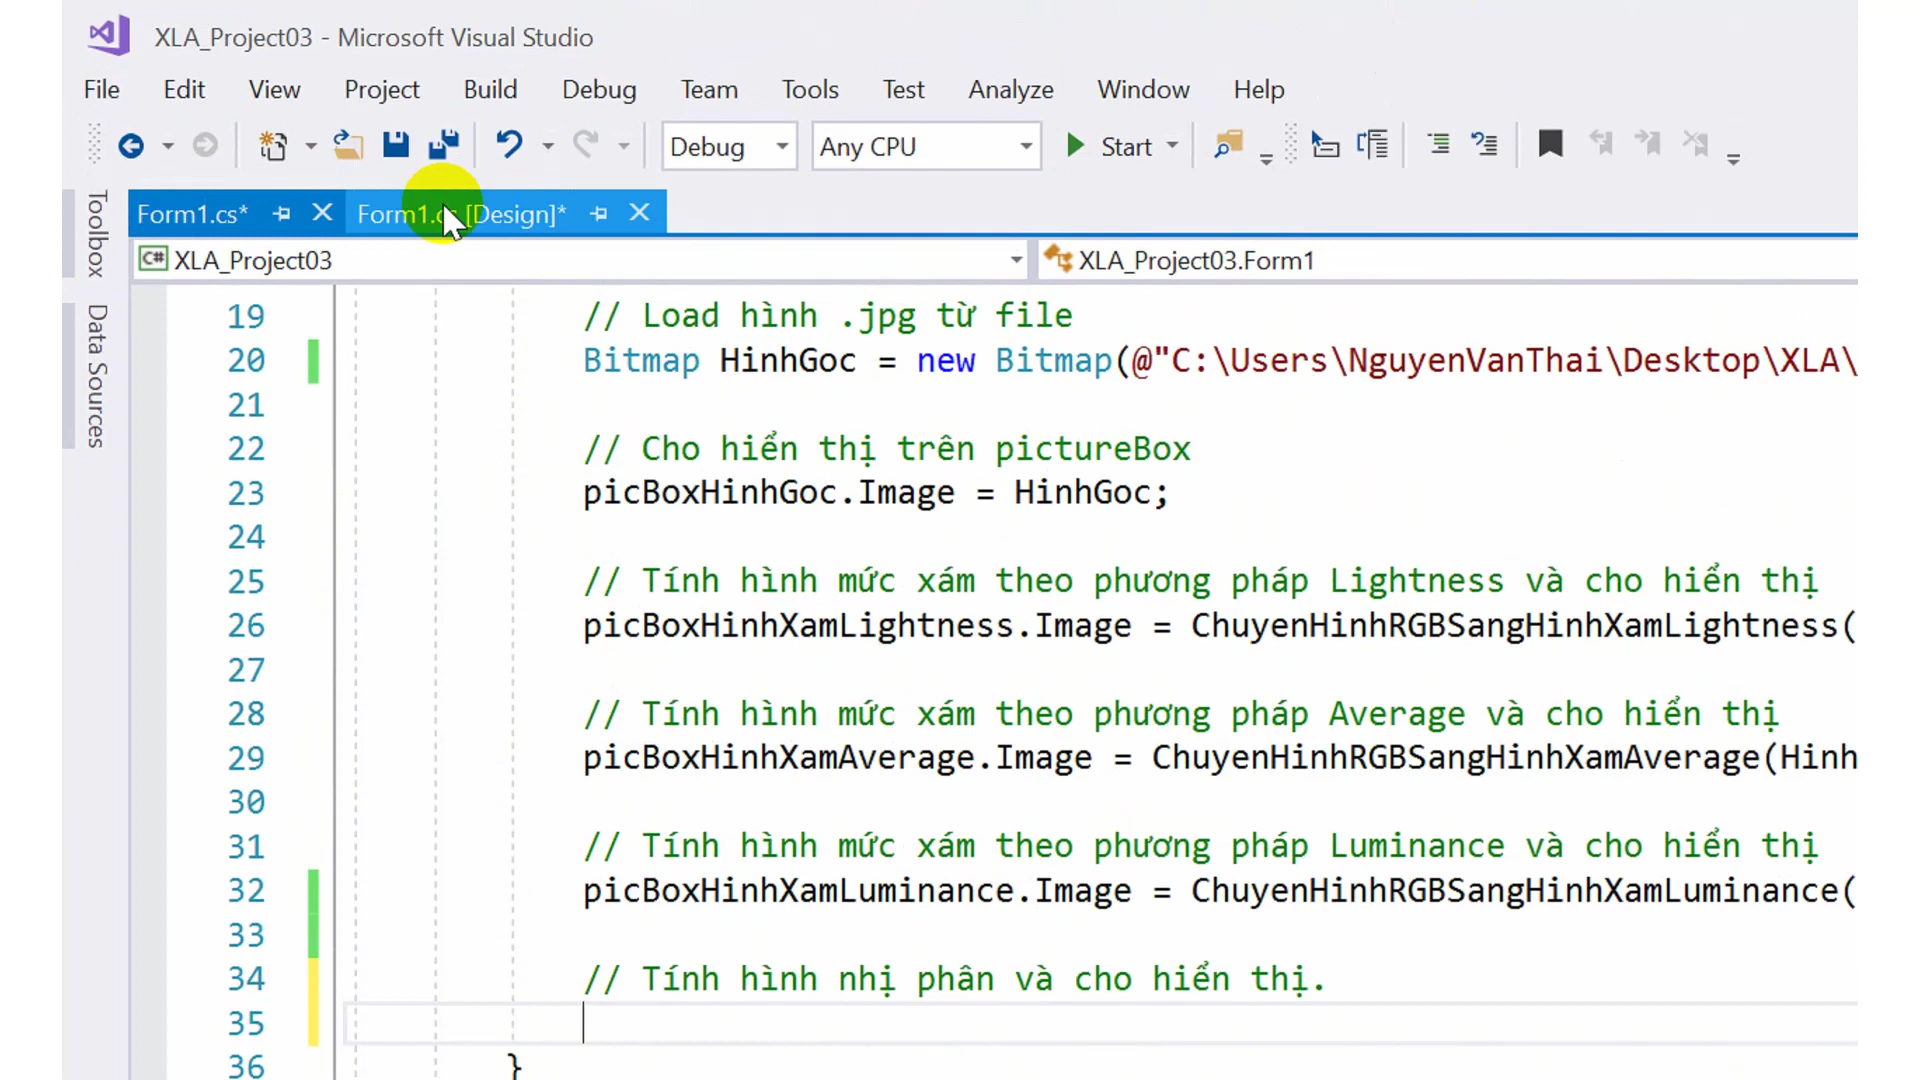 XLA_Project03 - Microsoft Visual Studio
File Edit View Project Build Debug Team Tools Test Analyze Window Help
Debug Any CPU Start
Toolbox
Data Sources
Form1.cs* Form1.cs [Design]*
C# XLA_Project03 XLA_Project03.Form1
19 // Load hình .jpg từ file
20 Bitmap HinhGoc = new Bitmap(@"C:\Users\NguyenVanThai\Desktop\XLA\
21
22 // Cho hiển thị trên pictureBox
23 picBoxHinhGoc.Image = HinhGoc;
24
25 // Tính hình mức xám theo phương pháp Lightness và cho hiển thị
26 picBoxHinhXamLightness.Image = ChuyenHinhRGBSangHinhXamLightness(
27
28 // Tính hình mức xám theo phương pháp Average và cho hiển thị
29 picBoxHinhXamAverage.Image = ChuyenHinhRGBSangHinhXamAverage(Hinh
30
31 // Tính hình mức xám theo phương pháp Luminance và cho hiển thị
32 picBoxHinhXamLuminance.Image = ChuyenHinhRGBSangHinhXamLuminance(
33
34 // Tính hình nhị phân và cho hiển thị.
35
36 }